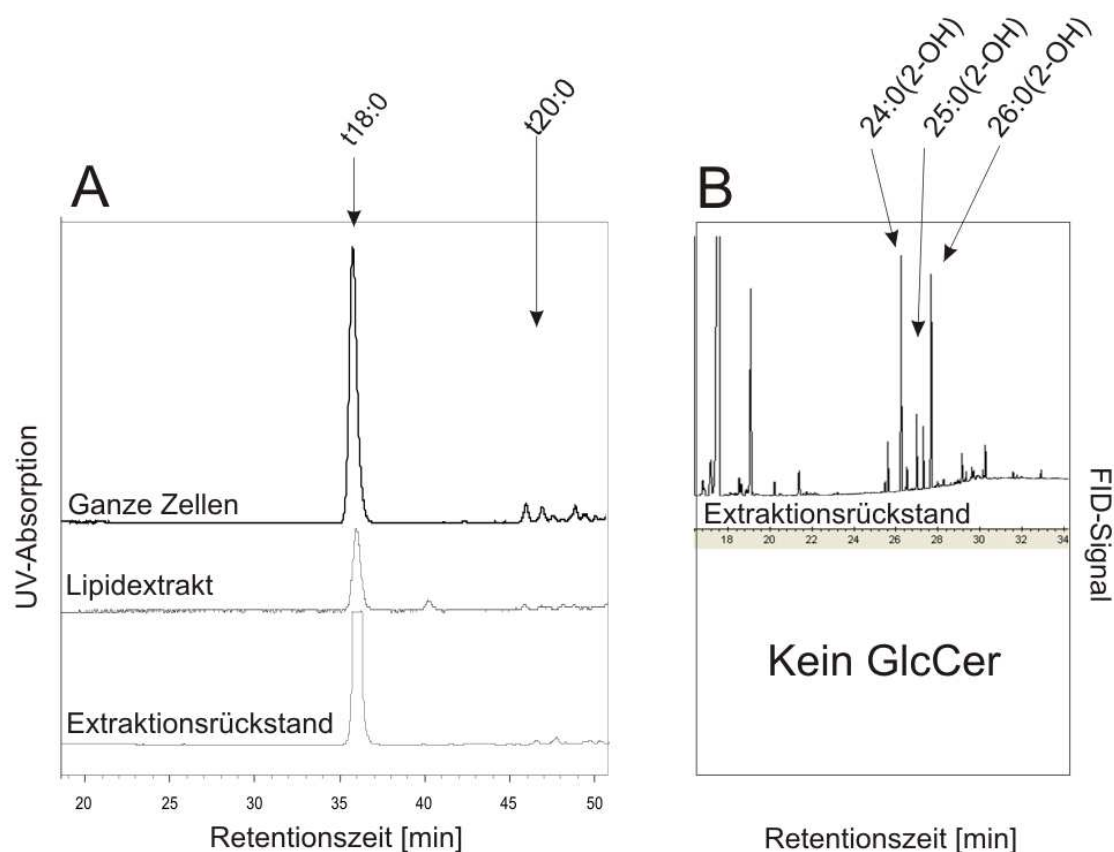 t18:0
t20:0
24:0(2-OH)
25:0(2-OH)
26:0(2-OH)
A
B
UV-Absorption
Ganze Zellen
Lipidextrakt
Extraktionsrückstand
20 25 30 35 40 45 50
Retentionszeit [min]
Extraktionsrückstand
18 20 22 24 26 28 30 32 34
Kein GlcCer
FID-Signal
Retentionszeit [min]